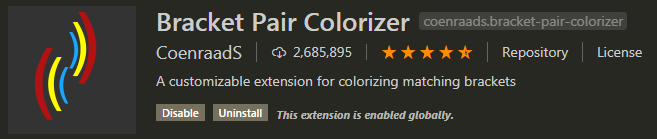 Bracket Pair Colorizer coenraads.bracket-pair-colorizer
CoenraadS 2,685,895 Repository License
A customizable extension for colorizing matching brackets
Disable Uninstall This extension is enabled globally.